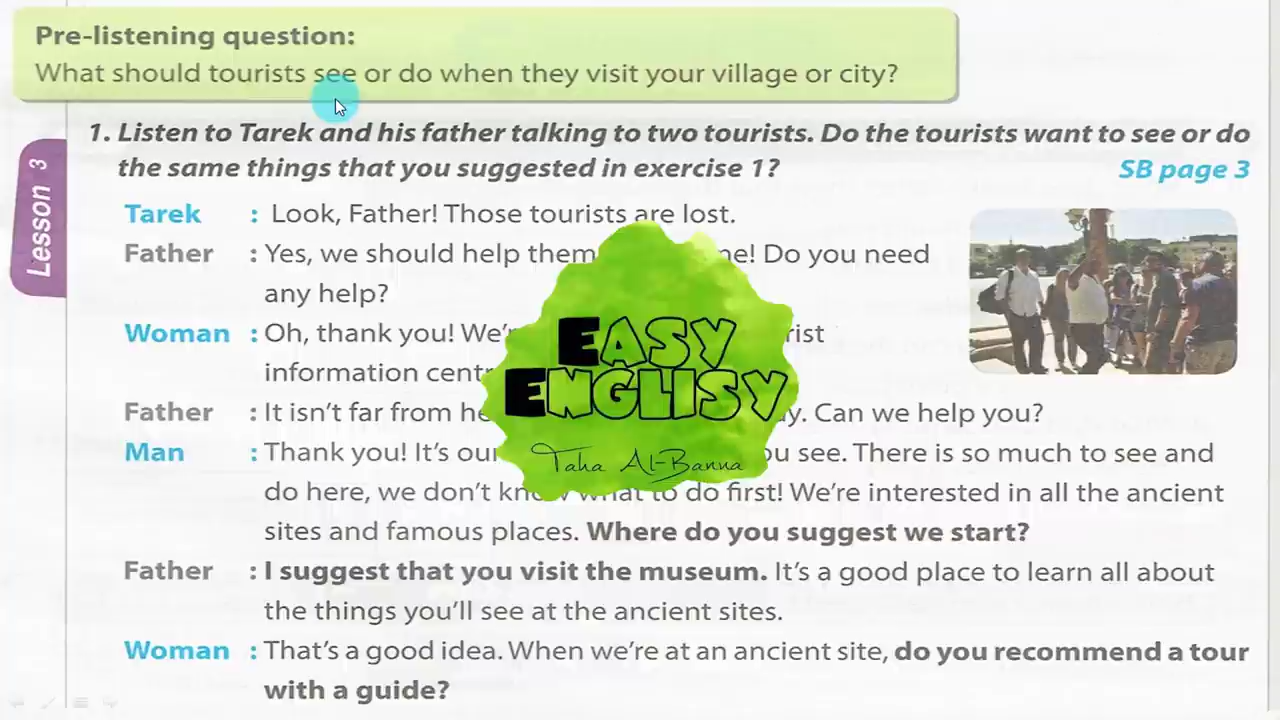 Pre-listening question:
What should tourists see or do when they visit your village or city?
1. Listen to Tarek and his father talking to two tourists. Do the tourists want to see or do
the same things that you suggested in exercise 1?
SB page 3
Lesson 3
Tarek : Look, Father! Those tourists are lost.
Father : Yes, we should help them ne! Do you need
any help?
Woman : Oh, thank you! We'r rist
information cent
Father : It isn't far from he y. Can we help you?
Man : Thank you! It's our ou see. There is so much to see and
do here, we don't know what to do first! We're interested in all the ancient
sites and famous places. Where do you suggest we start?
Father : I suggest that you visit the museum. It's a good place to learn all about
the things you'll see at the ancient sites.
Woman : That's a good idea. When we're at an ancient site, do you recommend a tour
with a guide?
EASY
ENGLISY
Taha Al-Banna